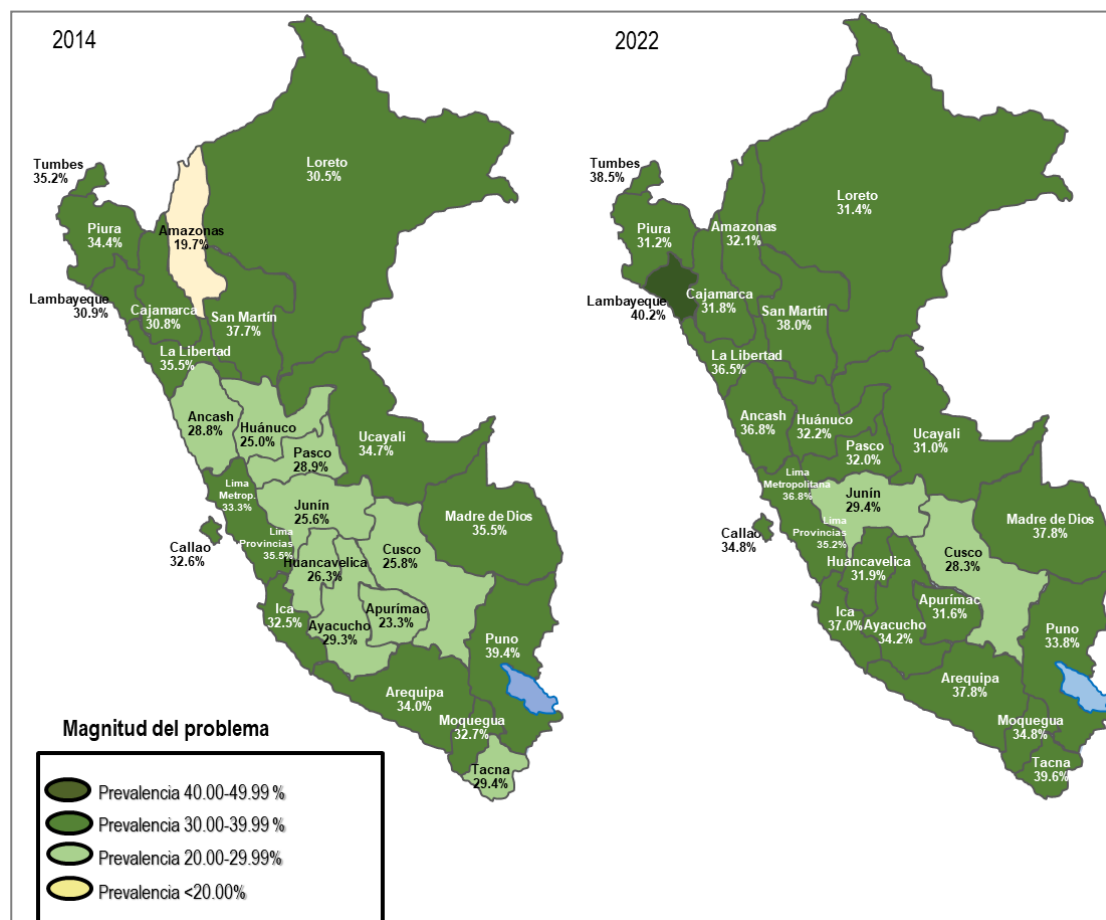 2014
Tumbes
35.2%
Loreto
30.5%
Piura
34.4%
Amazonas
19.7%
Lambayeque
30.9%
Cajamarca
30.8%
San Martín
37.7%
La Libertad
35.5%
Ancash
28.8%
Huánuco
25.0%
Ucayali
34.7%
Pasco
28.9%
Lima
Metrop.
33.3%
Junín
25.6%
Madre de Dios
35.5%
Callao
32.6%
Lima
Provincias
35.5%
Cusco
25.8%
Huancavelica
26.3%
Ica
32.5%
Apurímac
23.3%
Ayacucho
29.3%
Puno
39.4%
Arequipa
34.0%
Moquegua
32.7%
Tacna
29.4%
2022
Tumbes
38.5%
Loreto
31.4%
Piura
31.2%
Amazonas
32.1%
Lambayeque
40.2%
Cajamarca
31.8%
San Martín
38.0%
La Libertad
36.5%
Ancash
36.8%
Huánuco
32.2%
Ucayali
31.0%
Pasco
32.0%
Lima
Metropolitana
36.8%
Junín
29.4%
Madre de Dios
37.8%
Callao
34.8%
Lima
Provincias
35.2%
Cusco
28.3%
Huancavelica
31.9%
Ica
37.0%
Apurímac
31.6%
Ayacucho
34.2%
Puno
33.8%
Arequipa
37.8%
Moquegua
34.8%
Tacna
39.6%
Magnitud del problema
Prevalencia 40.00-49.99 %
Prevalencia 30.00-39.99 %
Prevalencia 20.00-29.99%
Prevalencia <20.00%